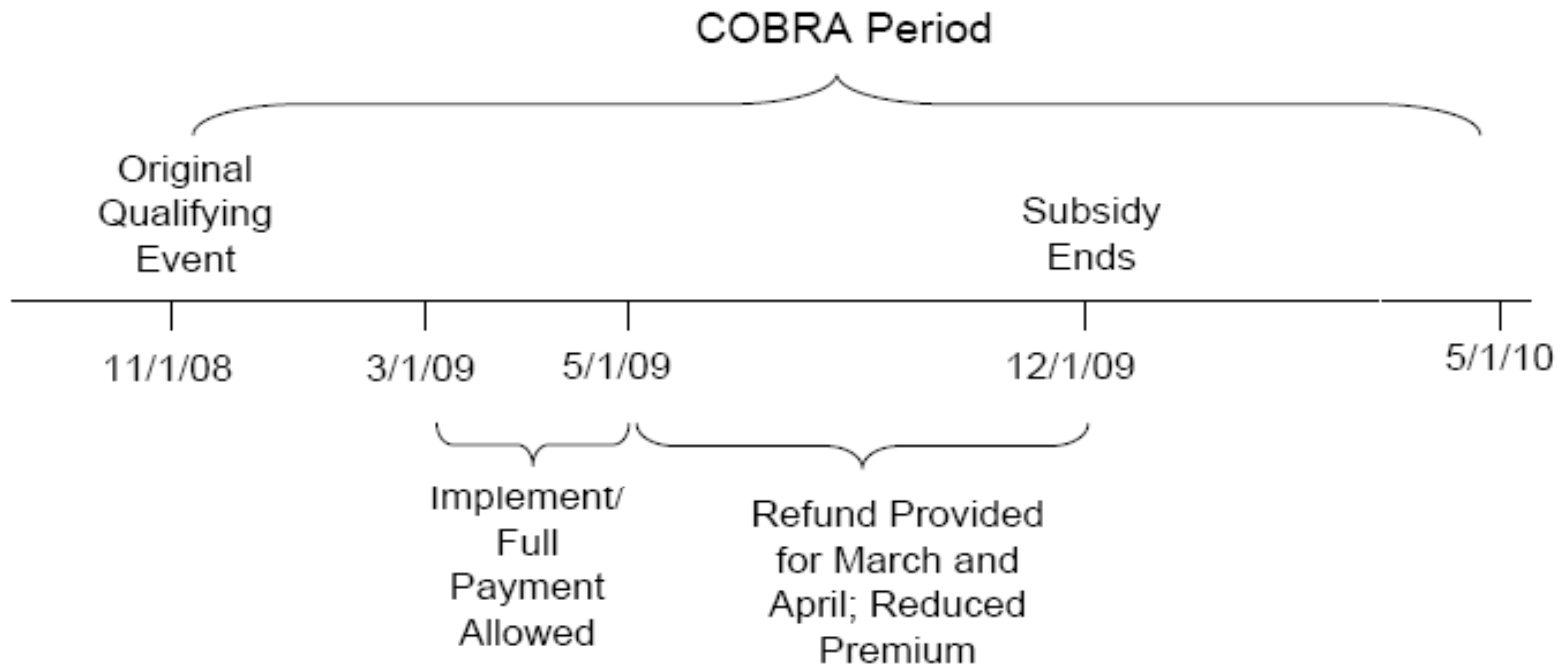 COBRA Period
Original
Qualifying
Event
Subsidy
Ends
11/1/08
3/1/09
5/1/09
12/1/09
5/1/10
Implement/
Full
Payment
Allowed
Refund Provided
for March and
April; Reduced
Premium